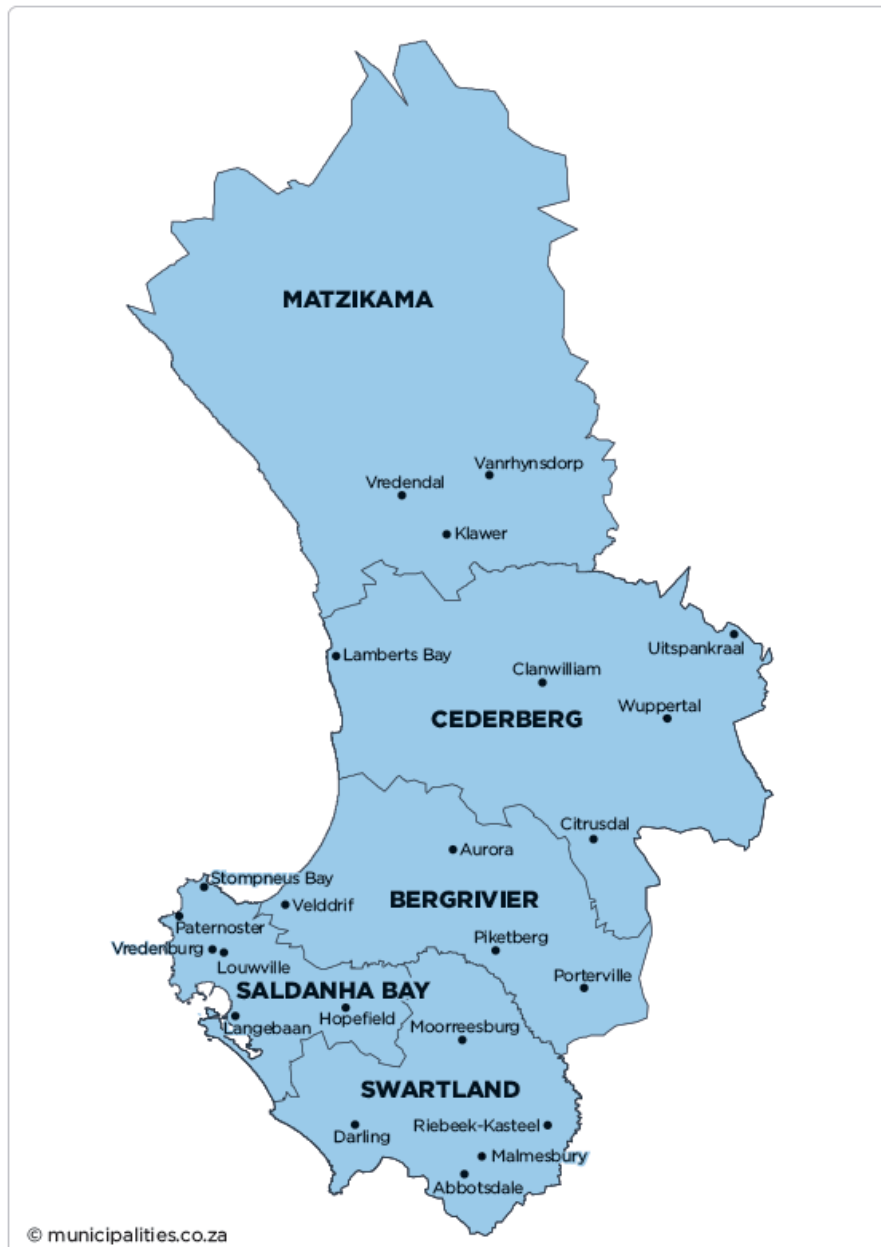 MATZIKAMA
Vanrhynsdorp
Vredendal
Klawer
Uitspankraal
Lamberts Bay
Clanwilliam
Wuppertal
CEDERBERG
Citrusdal
Aurora
Stompneus Bay
BERGRIVIER
Velddrif
Paternoster
Piketberg
Vredenburg
Louwville
Porterville
SALDANHA BAY
Hopefield
Langebaan
Moorreesburg
SWARTLAND
Riebeek-Kasteel
Darling
Malmesbury
Abbotsdale
© municipalities.co.za